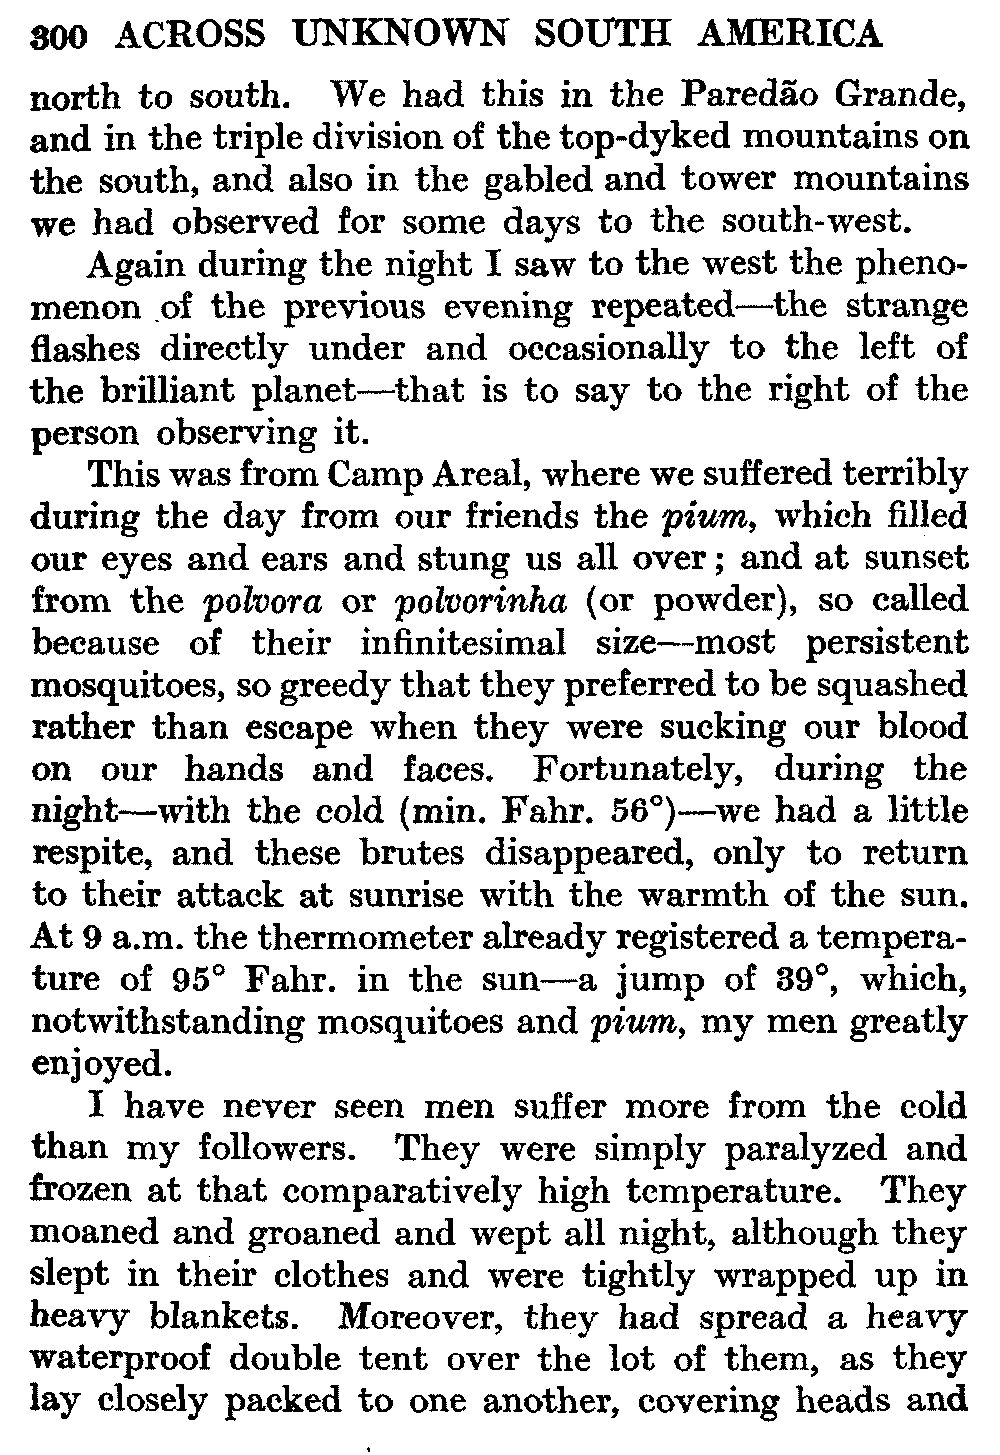 300 ACROSS UNKNOWN SOUTH AMERICA
north to south. We had this in the Paredão Grande,
and in the triple division of the top-dyked mountains on
the south, and also in the gabled and tower mountains
we had observed for some days to the south-west.
Again during the night I saw to the west the pheno-
menon of the previous evening repeated—the strange
flashes directly under and occasionally to the left of
the brilliant planet—that is to say to the right of the
person observing it.
This was from Camp Areal, where we suffered terribly
during the day from our friends the pium, which filled
our eyes and ears and stung us all over; and at sunset
from the polvora or polvorinha (or powder), so called
because of their infinitesimal size—most persistent
mosquitoes, so greedy that they preferred to be squashed
rather than escape when they were sucking our blood
on our hands and faces. Fortunately, during the
night—with the cold (min. Fahr. 56°)—we had a little
respite, and these brutes disappeared, only to return
to their attack at sunrise with the warmth of the sun.
At 9 a.m. the thermometer already registered a tempera-
ture of 95° Fahr. in the sun—a jump of 39°, which,
notwithstanding mosquitoes and pium, my men greatly
enjoyed.
I have never seen men suffer more from the cold
than my followers. They were simply paralyzed and
frozen at that comparatively high temperature. They
moaned and groaned and wept all night, although they
slept in their clothes and were tightly wrapped up in
heavy blankets. Moreover, they had spread a heavy
waterproof double tent over the lot of them, as they
lay closely packed to one another, covering heads and